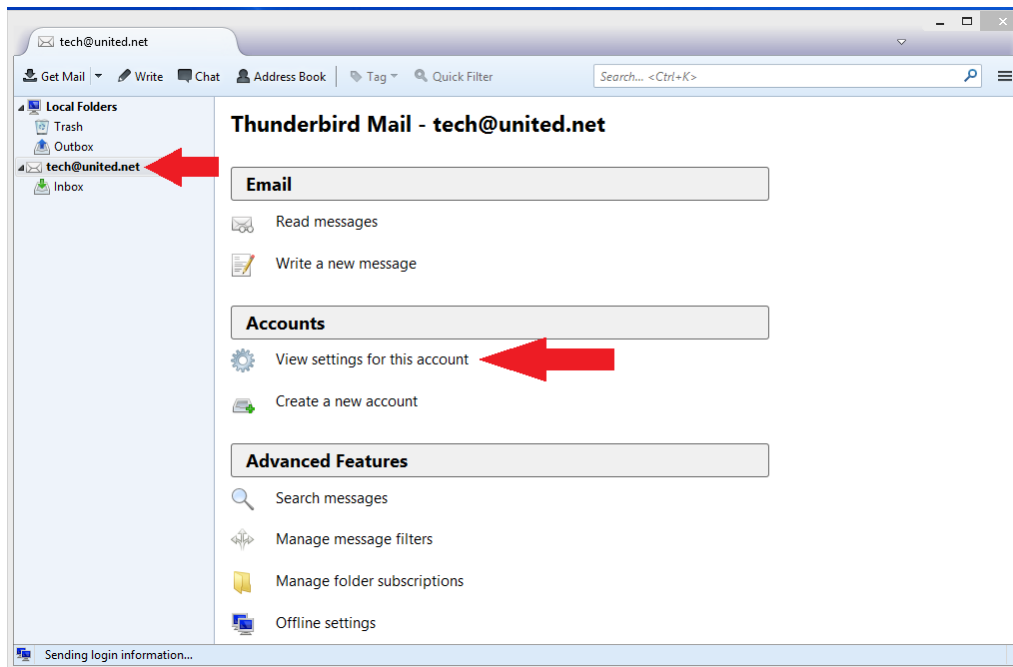 tech@united.net
Get Mail Write Chat Address Book Tag Quick Filter Search... <Ctrl+K>
Local Folders
Trash
Outbox
tech@united.net
Inbox
Thunderbird Mail - tech@united.net
Email
Read messages
Write a new message
Accounts
View settings for this account
Create a new account
Advanced Features
Search messages
Manage message filters
Manage folder subscriptions
Offline settings
Sending login information...